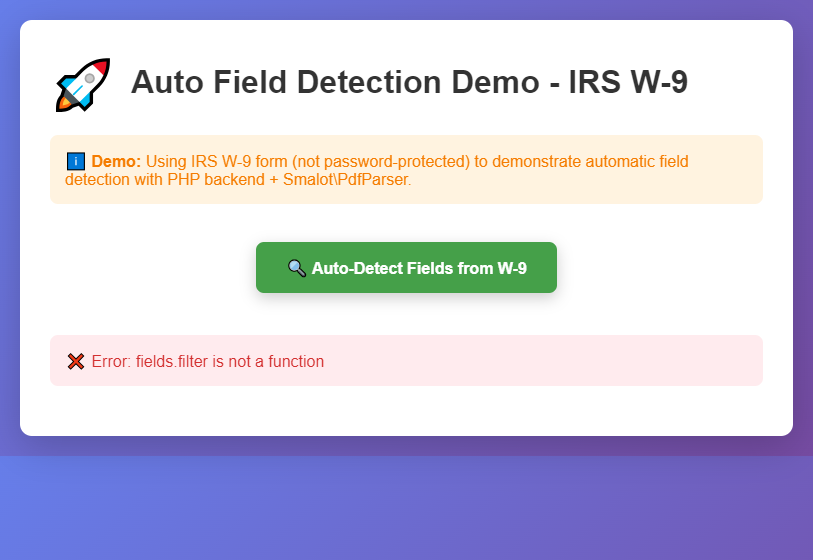 Auto Field Detection Demo - IRS W-9
i Demo: Using IRS W-9 form (not password-protected) to demonstrate automatic field
detection with PHP backend + Smalot\PdfParser.
Auto-Detect Fields from W-9
Error: fields.filter is not a function